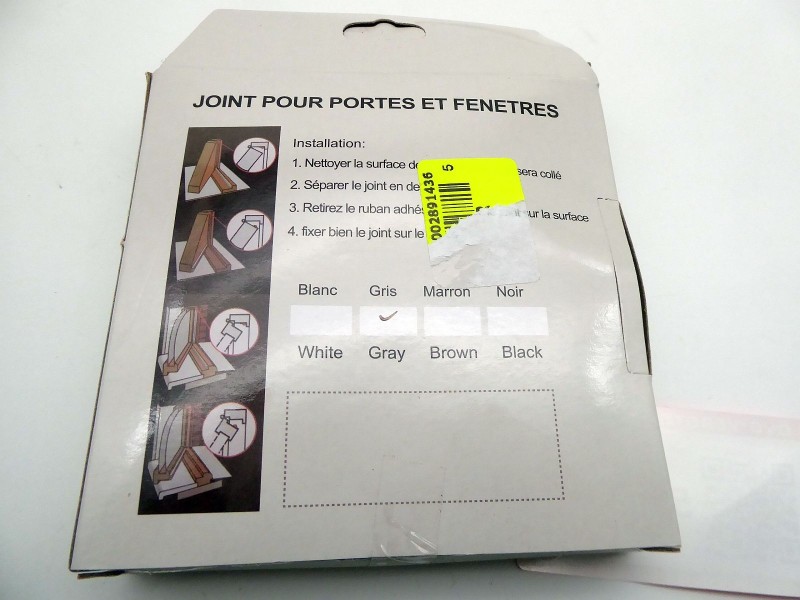 JOINT POUR PORTES ET FENETRES
Installation:
1. Nettoyer la surface sera collé
2. Séparer le joint en
3. Retirez le ruban sur la surface
4. fixer bien le joint sur le
002891436
5
Blanc Gris Marron Noir
White Gray Brown Black